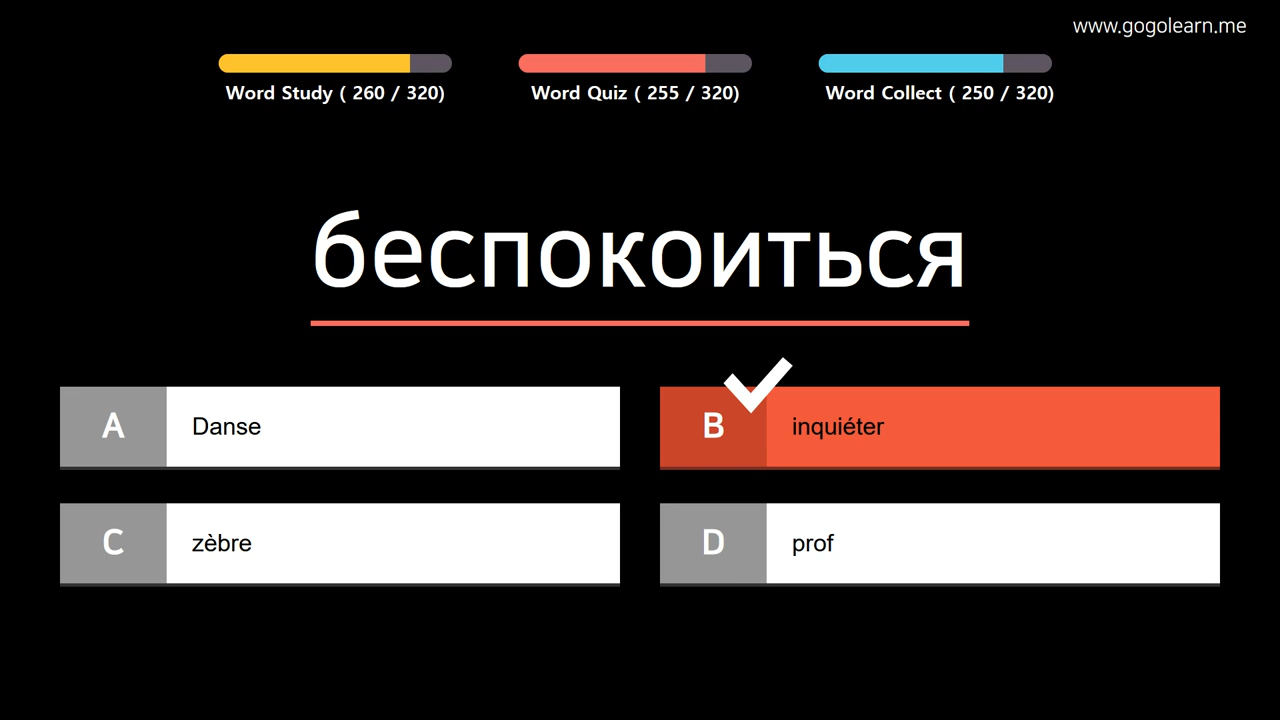 www.gogolearn.me
Word Study ( 260 / 320)
Word Quiz ( 255 / 320)
Word Collect ( 250 / 320)
беспокоиться
A Danse
B inquiéter
C zèbre
D prof